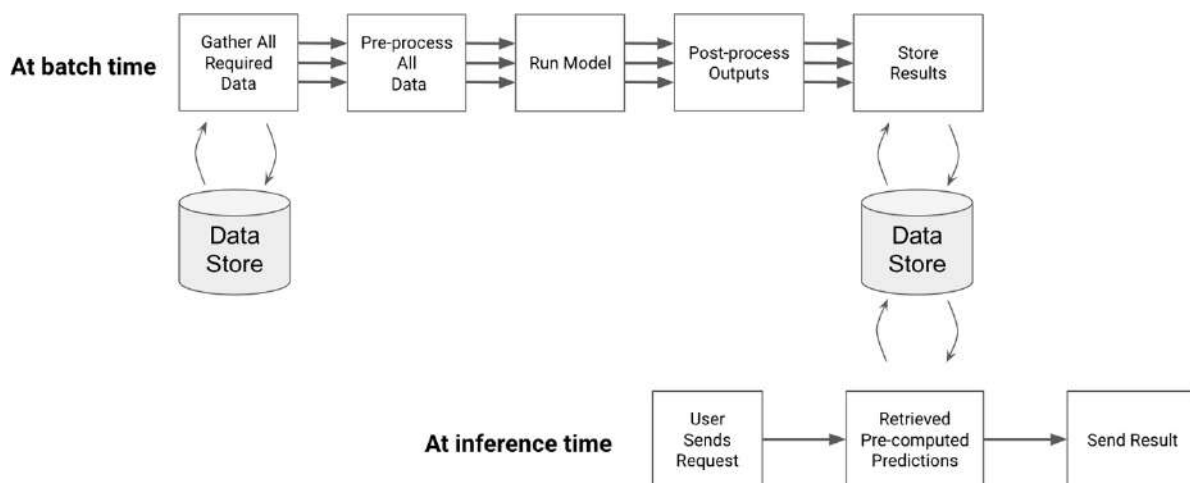 At batch time
Gather All
Required
Data
Pre-process
All
Data
Run Model
Post-process
Outputs
Store
Results
Data
Store
Data
Store
At inference time
User
Sends
Request
Retrieved
Pre-computed
Predictions
Send Result